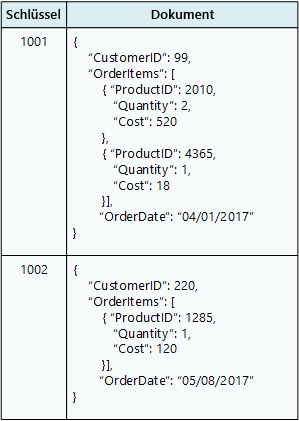 Schlüssel Dokument
1001 {
“CustomerID“: 99,
“OrderItems“: [
{ “ProductID“: 2010,
“Quantity“: 2,
“Cost“: 520
},
{ “ProductID“: 4365,
“Quantity“: 1,
“Cost“: 18
}],
“OrderDate“: “04/01/2017“
}
1002 {
“CustomerID“: 220,
“OrderItems“: [
{ “ProductID“: 1285,
“Quantity“: 1,
“Cost“: 120
}],
“OrderDate“: “05/08/2017“
}